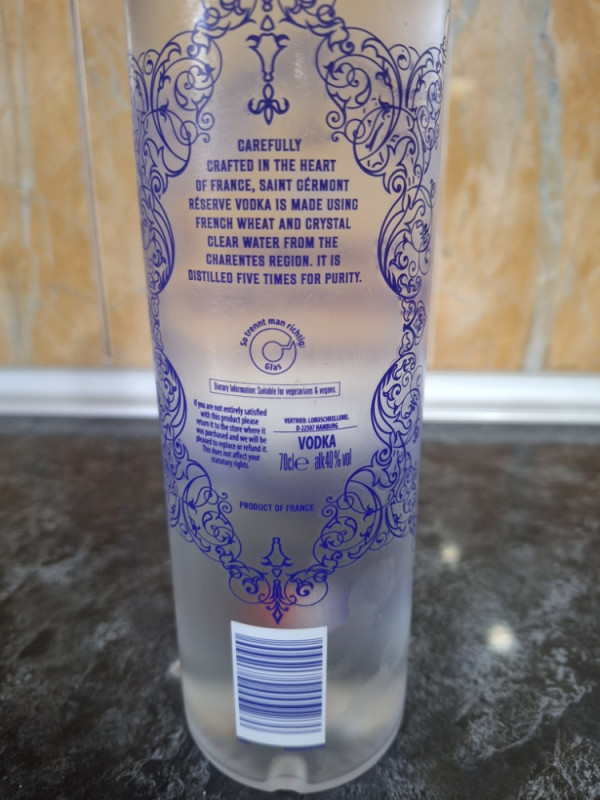 CAREFULLY
CRAFTED IN THE HEART
OF FRANCE, SAINT GÉRMONT
RÉSERVE VODKA IS MADE USING
FRENCH WHEAT AND CRYSTAL
CLEAR WATER FROM THE
CHARENTES REGION. IT IS
DISTILLED FIVE TIMES FOR PURITY.
So trennt man richtig:
Glas
Dietary Information: Suitable for vegetarians & vegans.
If you are not entirely satisfied
with this product please
return it to the store where it
was purchased and we will be
pleased to replace or refund it.
This does not affect your
statutory rights.
VERTRIEB:
D-22587 HAMBURG
VODKA
70cl℮ alk40%vol
PRODUCT OF FRANCE